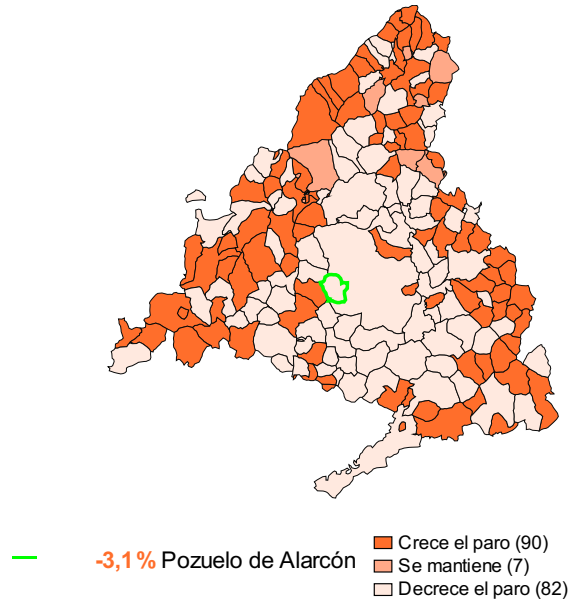 -3,1 % Pozuelo de Alarcón
Crece el paro (90)
Se mantiene (7)
Decrece el paro (82)